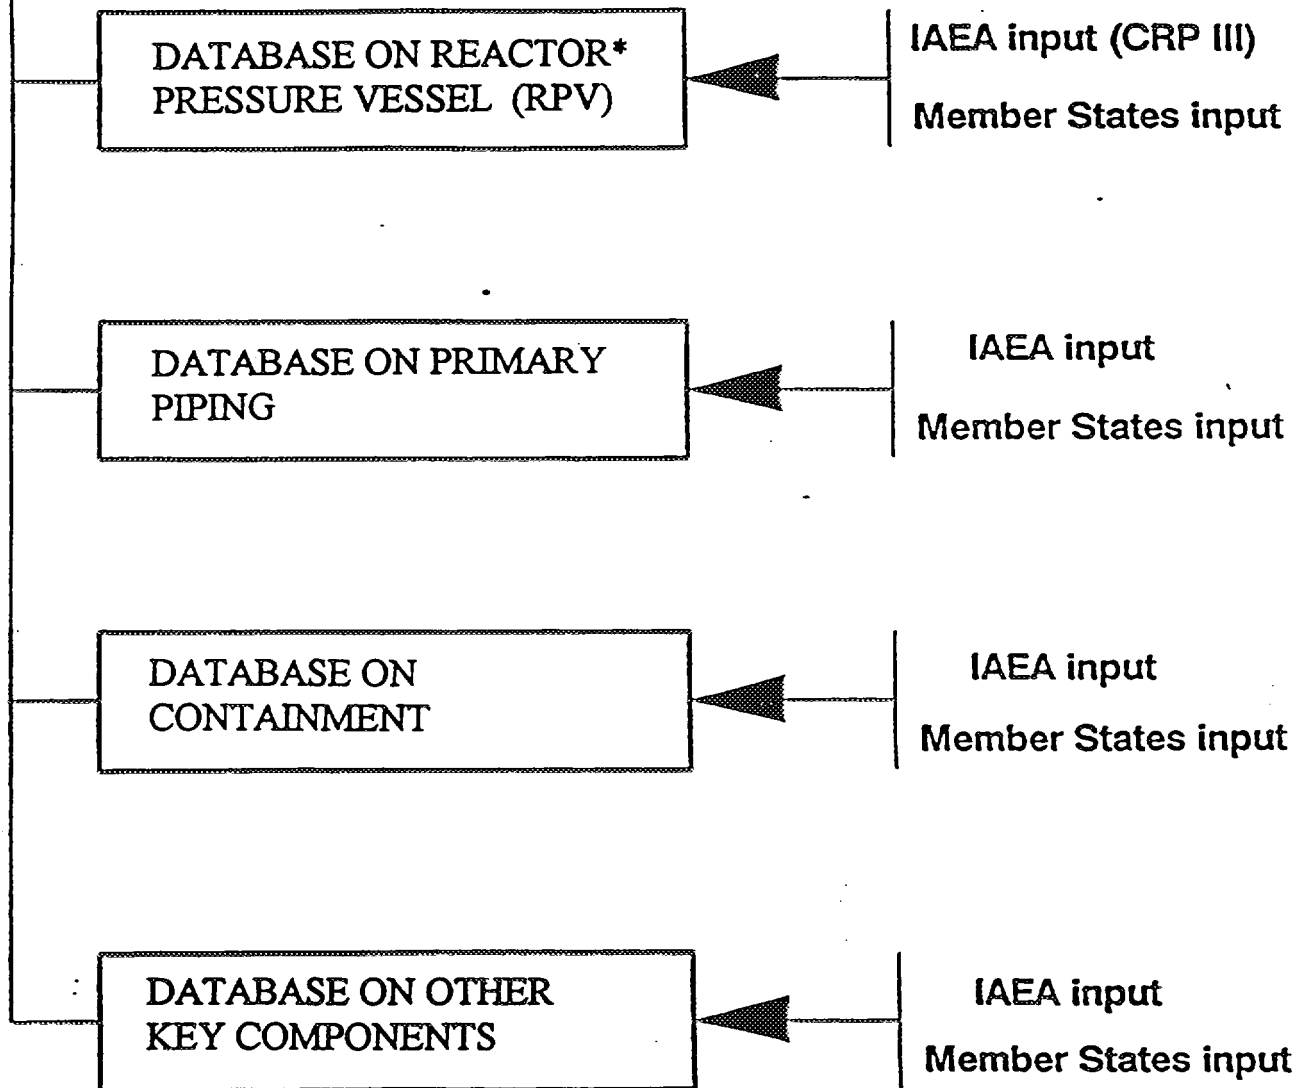 DATABASE ON REACTOR*
PRESSURE VESSEL (RPV)
IAEA input (CRP III)
Member States input
DATABASE ON PRIMARY
PIPING
IAEA input
Member States input
DATABASE ON
CONTAINMENT
IAEA input
Member States input
DATABASE ON OTHER
KEY COMPONENTS
IAEA input
Member States input